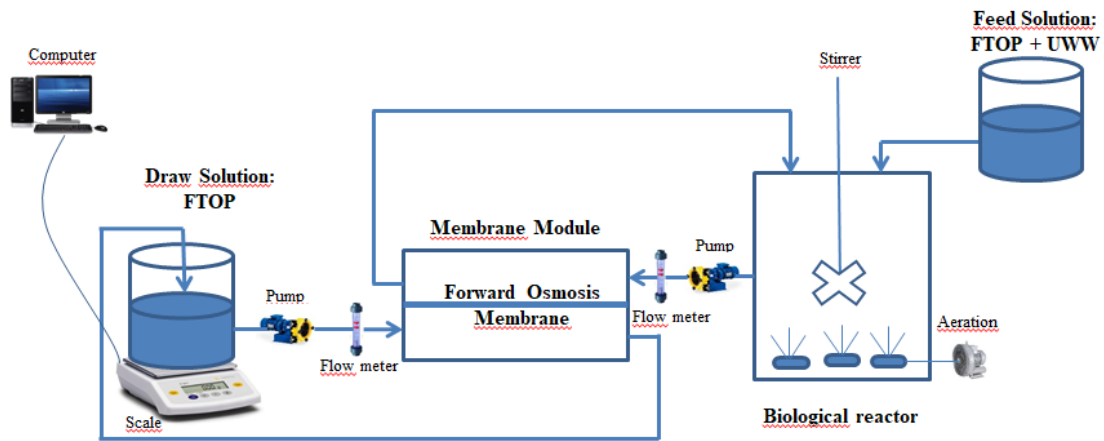 Feed Solution:
FTOP + UWW
Computer
Stirrer
Draw Solution:
FTOP
Membrane Module
Pump
Forward Osmosis
Membrane
Pump
Flow meter
Flow meter
Aeration
Scale
Biological reactor